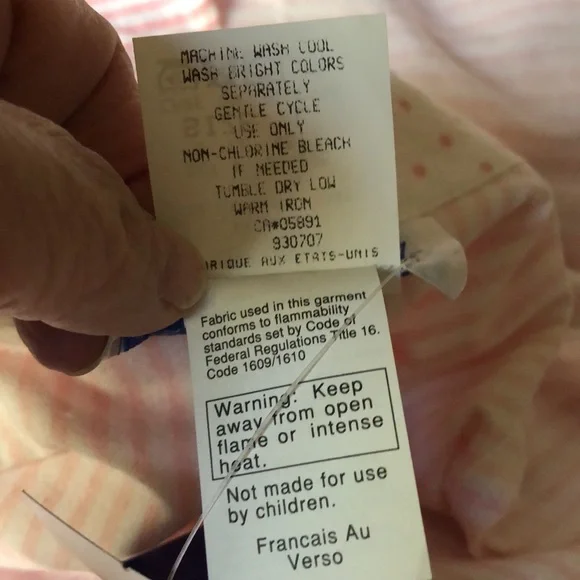 MACHINE WASH COOL
WASH BRIGHT COLORS
SEPARATELY
GENTLE CYCLE
USE ONLY
NON-CHLORINE BLEACH
IF NEEDED
TUMBLE DRY LOW
WARM IRON
CA#05891
930707
RIQUE AUX ETATS-UNIS
Fabric used in this garment
conforms to flammability
standards set by Code of
Federal Regulations Title 16.
Code 1609/1610
Warning: Keep
away from open
flame or intense
heat.
Not made for use
by children.
Francais Au
Verso